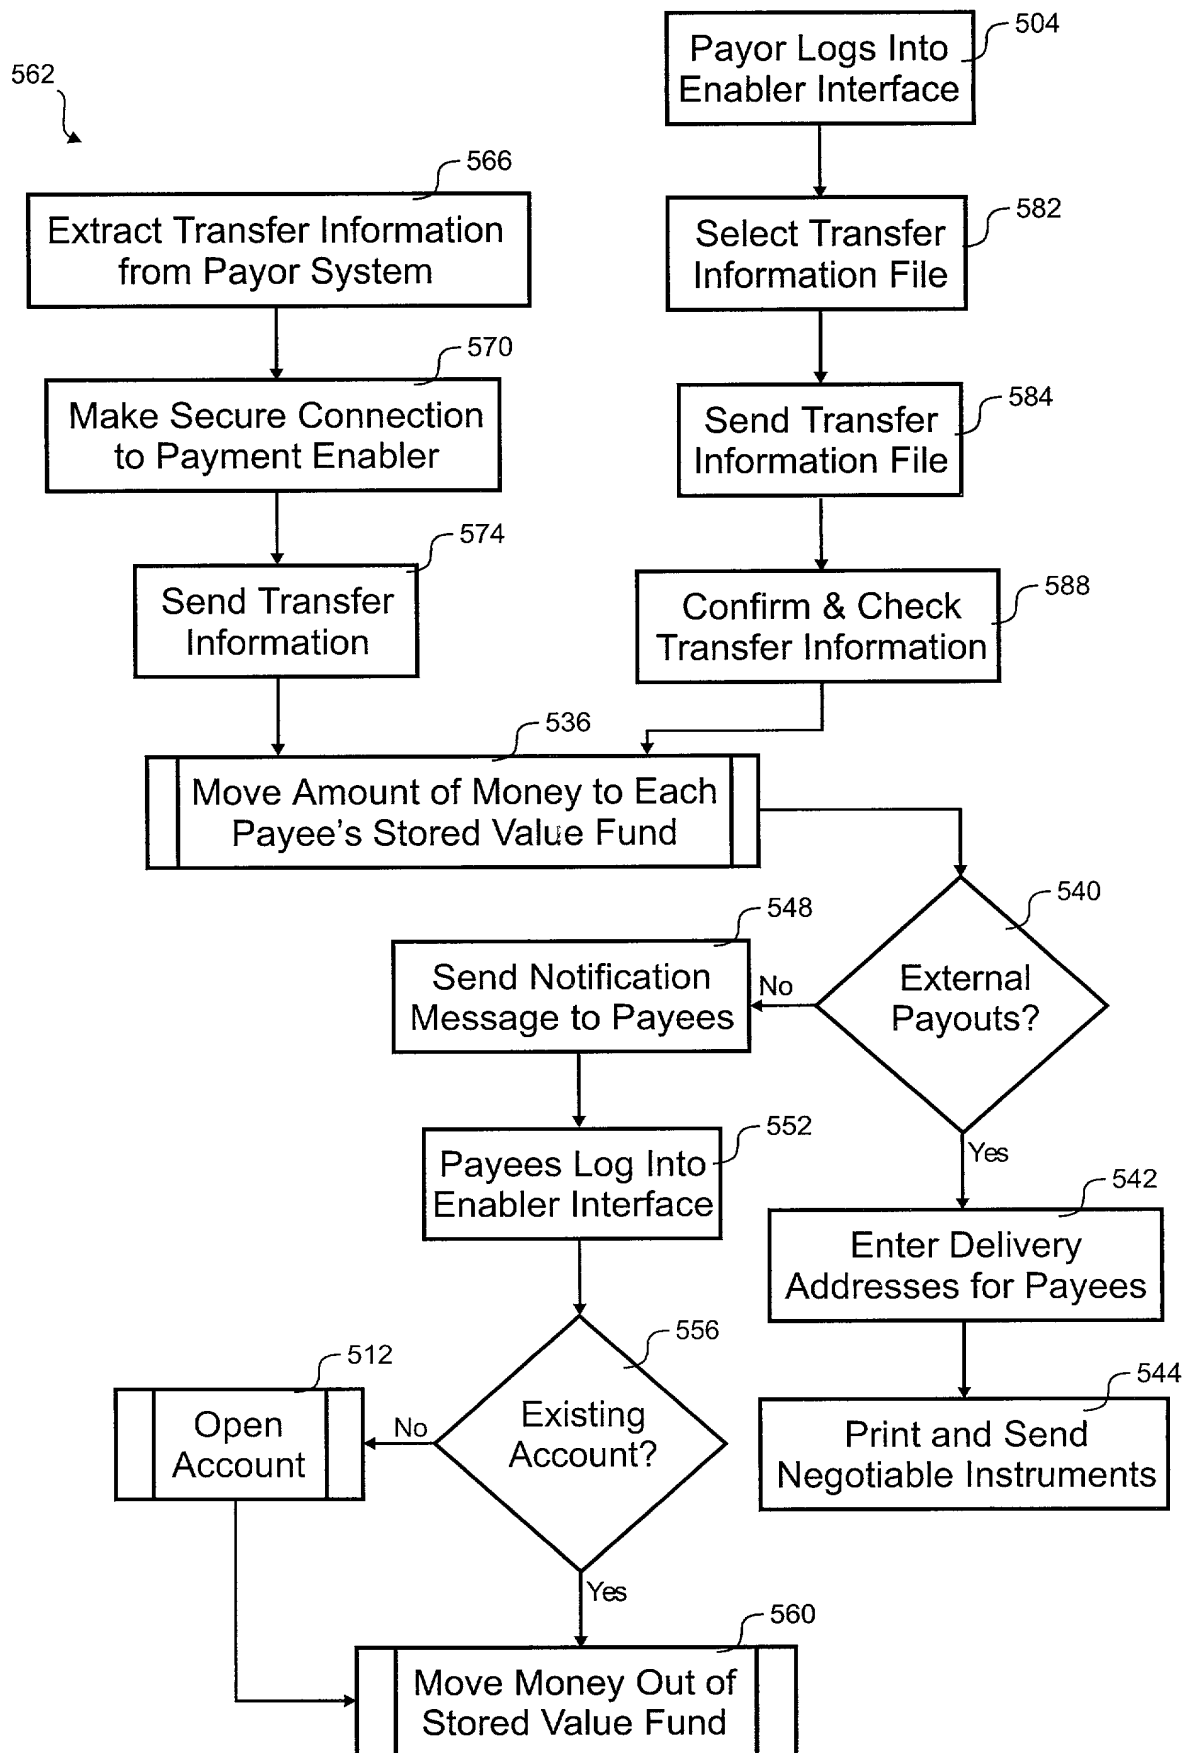 562
504
Payor Logs Into
Enabler Interface
566
Extract Transfer Information
from Payor System
582
Select Transfer
Information File
570
Make Secure Connection
to Payment Enabler
584
Send Transfer
Information File
574
Send Transfer
Information
588
Confirm & Check
Transfer Information
536
Move Amount of Money to Each
Payee's Stored Value Fund
540
External
Payouts?
No
Yes
548
Send Notification
Message to Payees
552
Payees Log Into
Enabler Interface
542
Enter Delivery
Addresses for Payees
544
Print and Send
Negotiable Instruments
556
Existing
Account?
No
Yes
512
Open
Account
560
Move Money Out of
Stored Value Fund